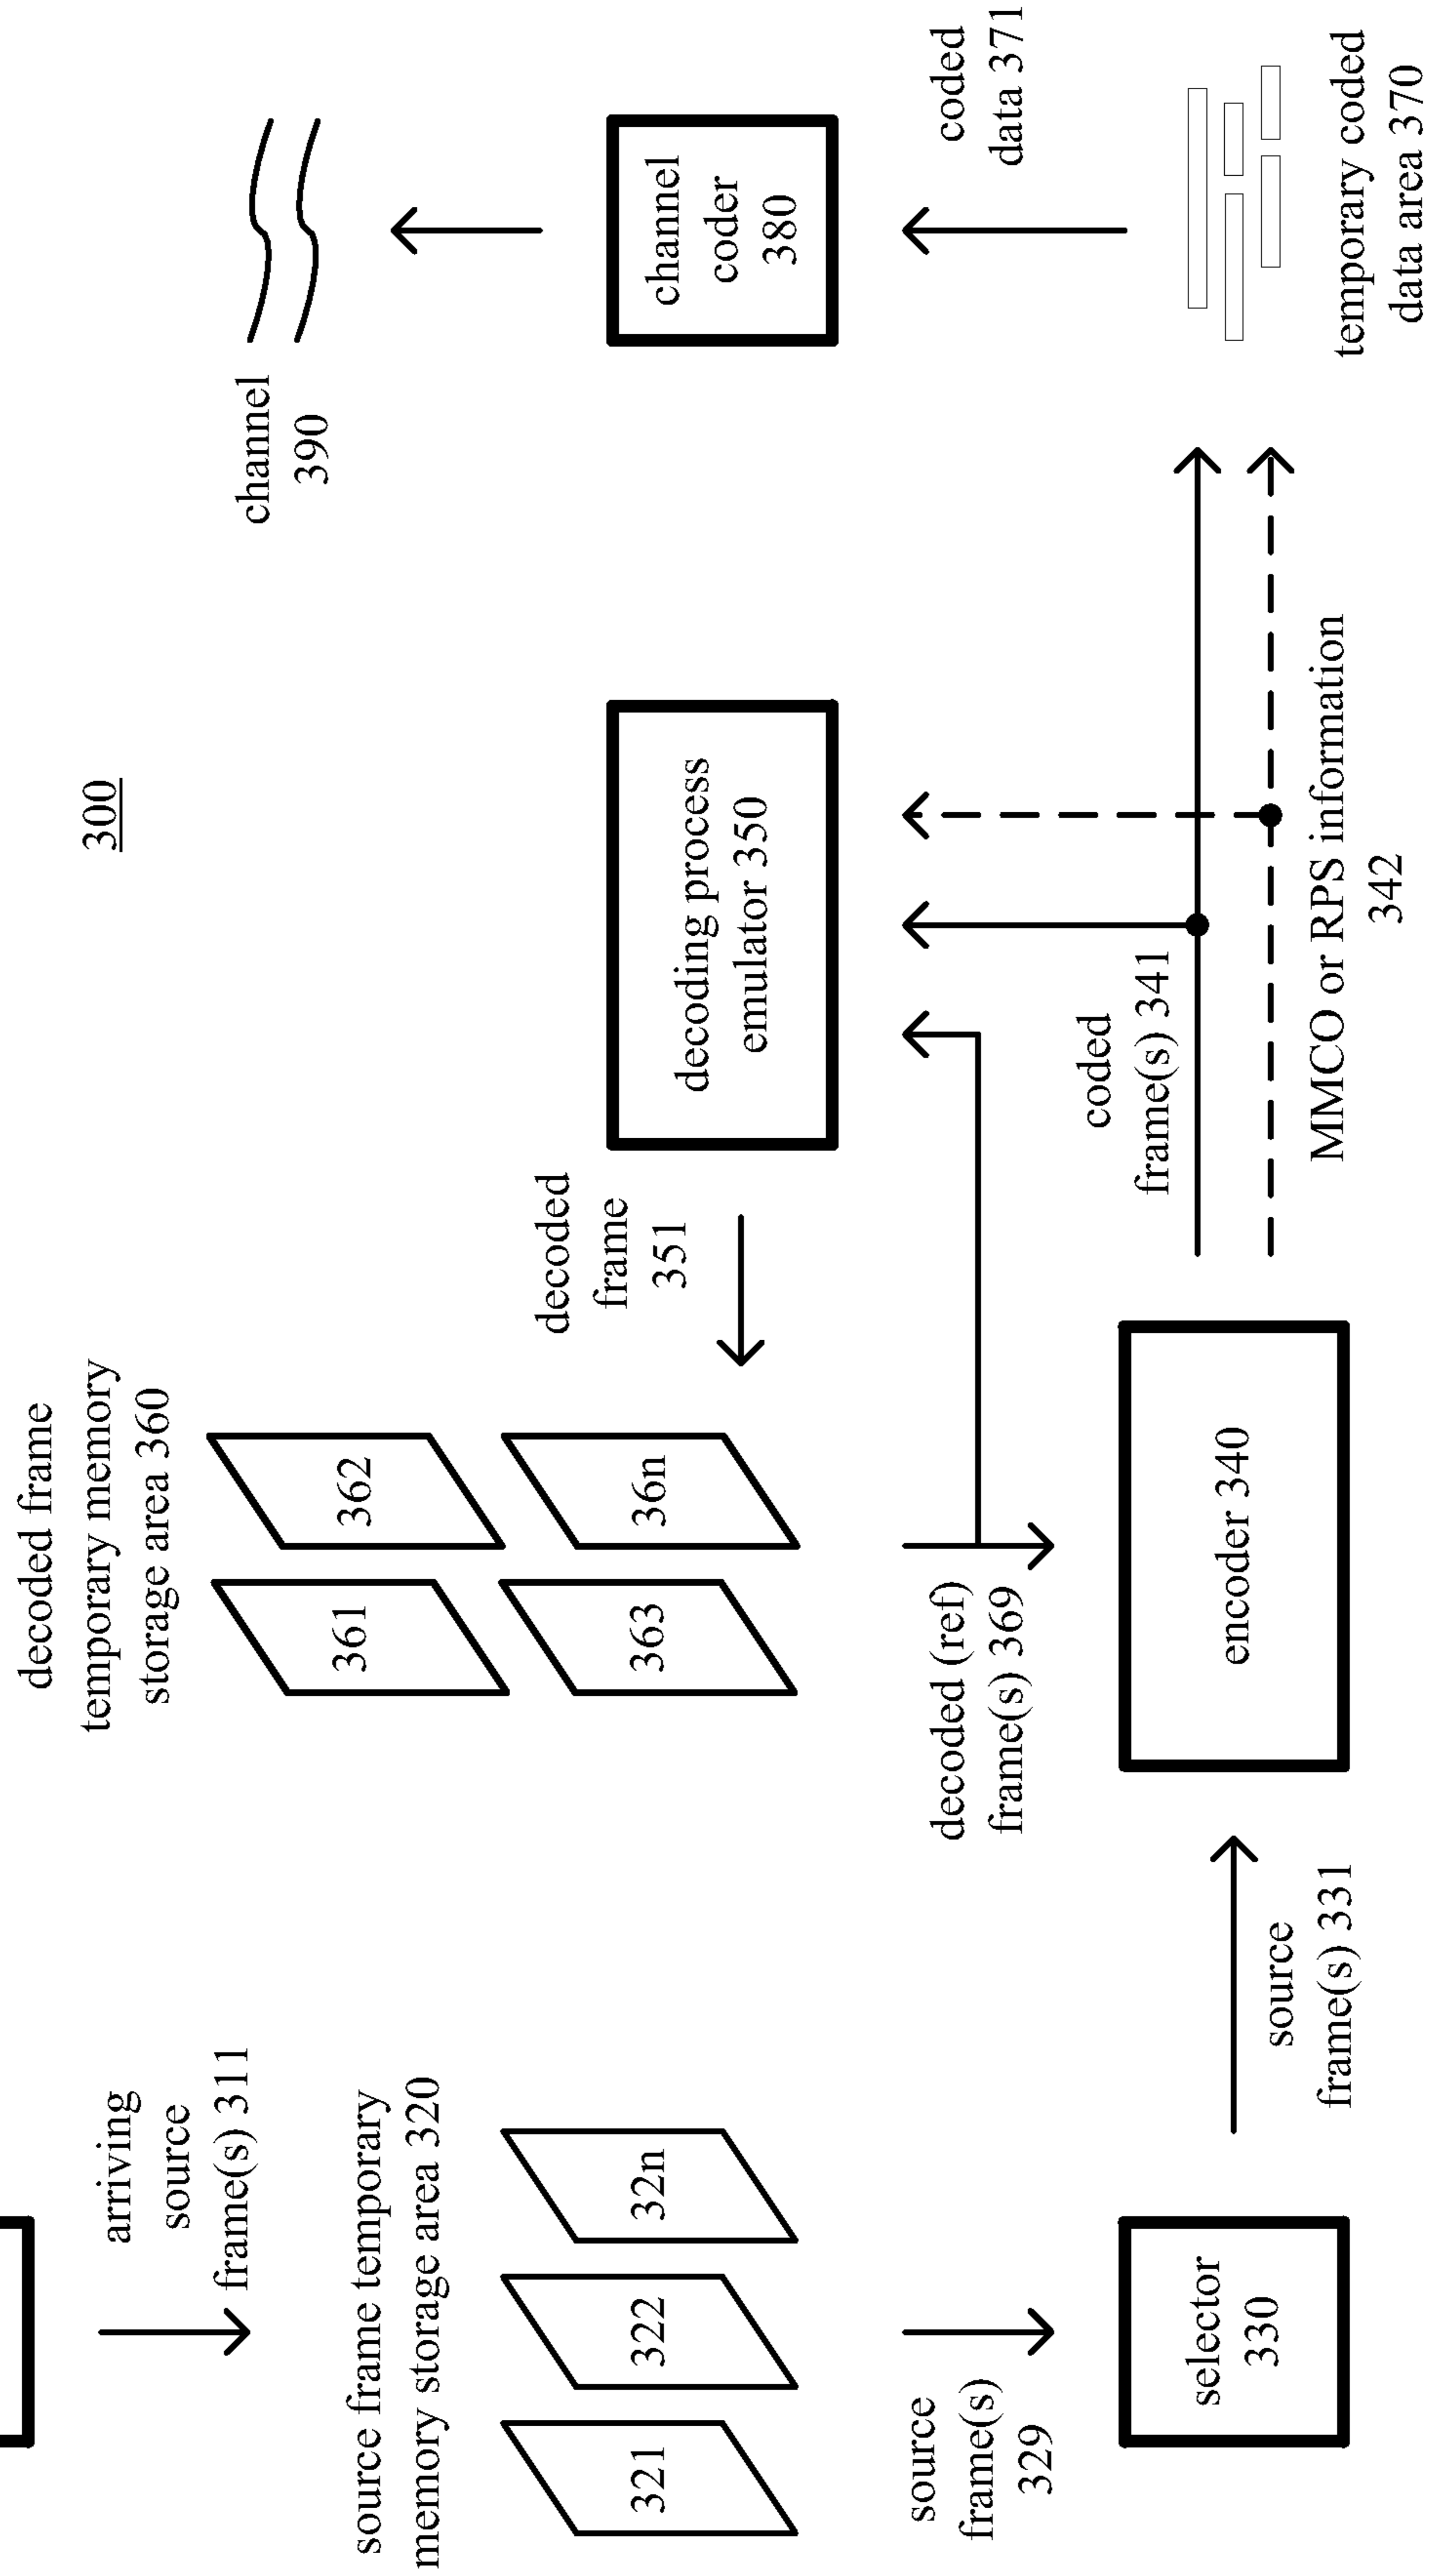 300
arriving
source
frame(s) 311
source frame temporary
memory storage area 320
321
322
32n
source
frame(s)
329
selector
330
source
frame(s) 331
decoded frame
temporary memory
storage area 360
361
362
363
36n
decoded (ref)
frame(s) 369
encoder 340
decoded
frame
351
decoding process
emulator 350
coded
frame(s) 341
MMCO or RPS information
342
channel
390
channel
coder
380
coded
data 371
temporary coded
data area 370